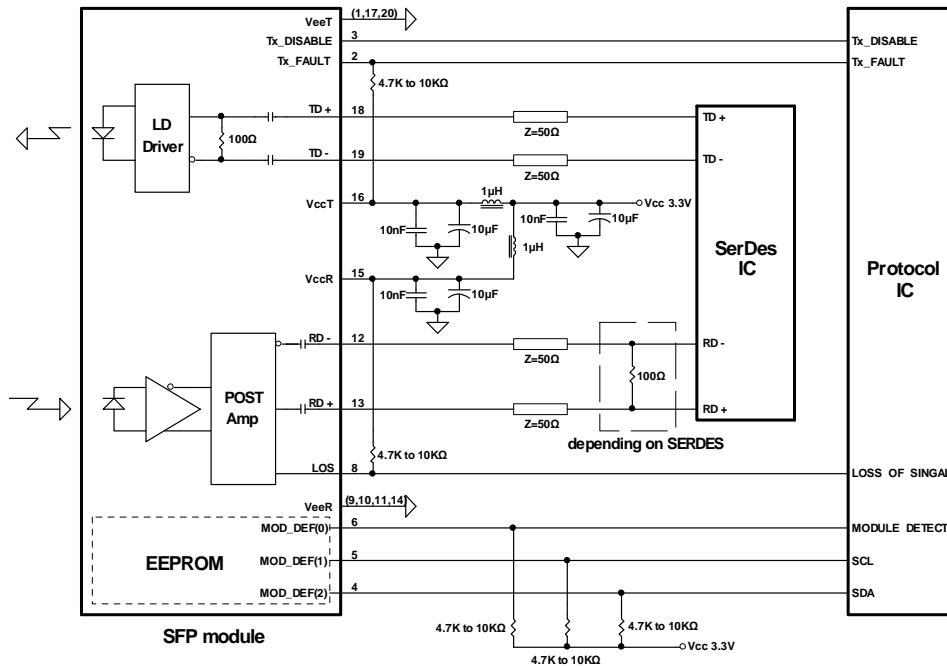 VeeT (1,17,20)
Tx_DISABLE 3 Tx_DISABLE
Tx_FAULT 2 Tx_FAULT
4.7K to 10KΩ
LD
Driver
100Ω
TD + 18 TD +
Z=50Ω
TD - 19 TD -
Z=50Ω
1µH
VccT 16 Vcc 3.3V
10nF 10µF 10nF 10µF
1µH
SerDes
IC
Protocol
IC
VccR 15
10nF 10µF
RD - 12 RD -
Z=50Ω
100Ω
POST
Amp
RD + 13 RD +
Z=50Ω
depending on SERDES
4.7K to 10KΩ
LOS 8 LOSS OF SINGAL
VeeR (9,10,11,14)
MOD_DEF(0) 6 MODULE DETECT
EEPROM
MOD_DEF(1) 5 SCL
MOD_DEF(2) 4 SDA
4.7K to 10KΩ 4.7K to 10KΩ
SFP module
Vcc 3.3V
4.7K to 10KΩ